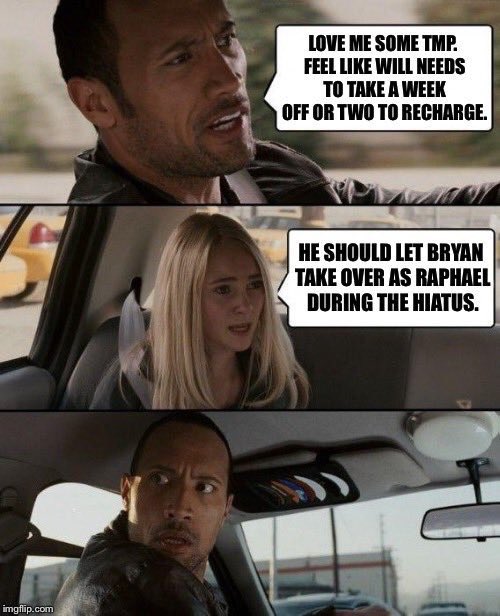 LOVE ME SOME TMP.
FEEL LIKE WILL NEEDS
TO TAKE A WEEK
OFF OR TWO TO RECHARGE.
HE SHOULD LET BRYAN
TAKE OVER AS RAPHAEL
DURING THE HIATUS.
imgflip.com